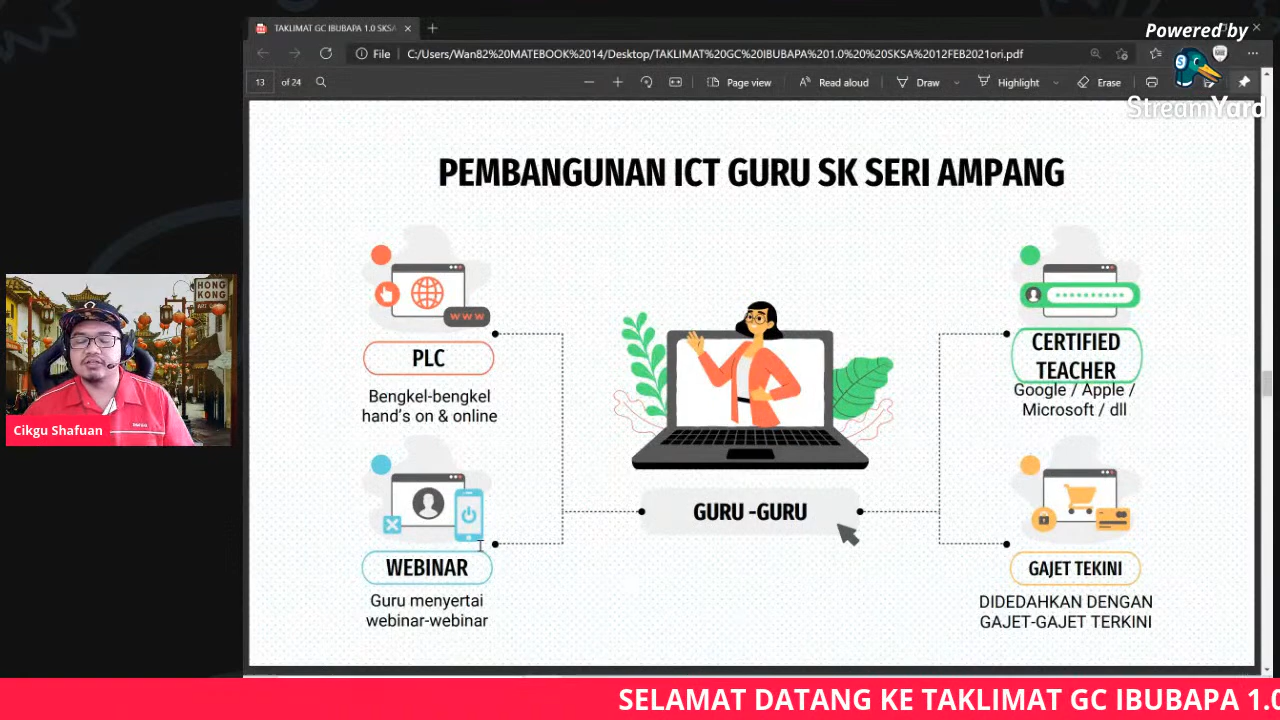 TAKLIMAT GC IBUBAPA 1.0 SKSA
Powered by
File
C:/Users/Wan82%20MATEBOOK%2014/Desktop/TAKLIMAT%20GC%20IBUBAPA%201.0%20%20SKSA%2012FEB2021ori.pdf
13 of 24
Page view
Read aloud
Draw
Highlight
Erase
StreamYard
PEMBANGUNAN ICT GURU SK SERI AMPANG
WWW
PLC
Bengkel-bengkel
hand's on & online
CERTIFIED
TEACHER
Google / Apple /
Microsoft / dll
HONG
KONG
Cikgu Shafuan
GURU -GURU
WEBINAR
Guru menyertai
webinar-webinar
GAJET TEKINI
DIDEDAHKAN DENGAN
GAJET-GAJET TERKINI
SELAMAT DATANG KE TAKLIMAT GC IBUBAPA 1.0